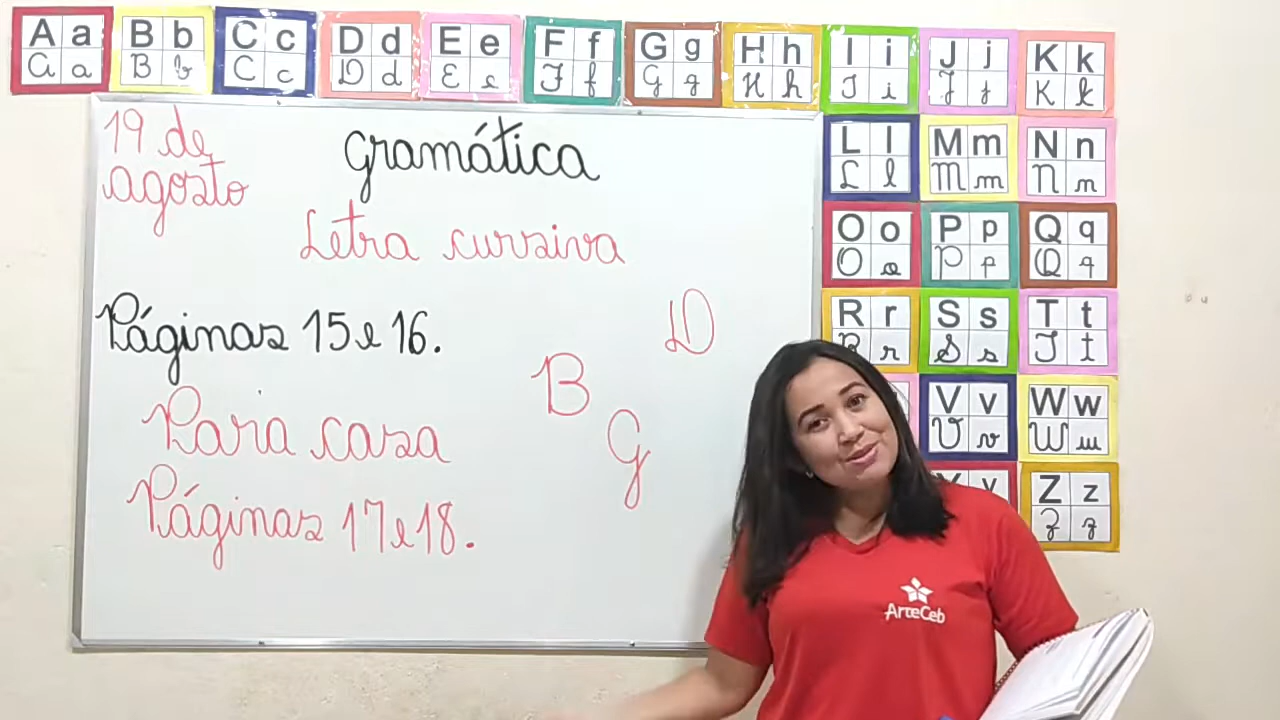 A a
A a
B b
B b
C c
C c
D d
D d
E e
E e
F f
F f
G g
G g
H h
H h
I i
I i
J j
J j
K k
K k
L l
L l
M m
M m
N n
N n
O o
O o
P p
P p
Q q
Q q
R r
R r
S s
S s
T t
T t
V v
V v
W w
W w
Z z
Z z
19 de
agosto
Gramática
Letra cursiva
Páginas 15 e 16.
Para casa
Páginas 17 e 18.
D
B
G
ArteCeb